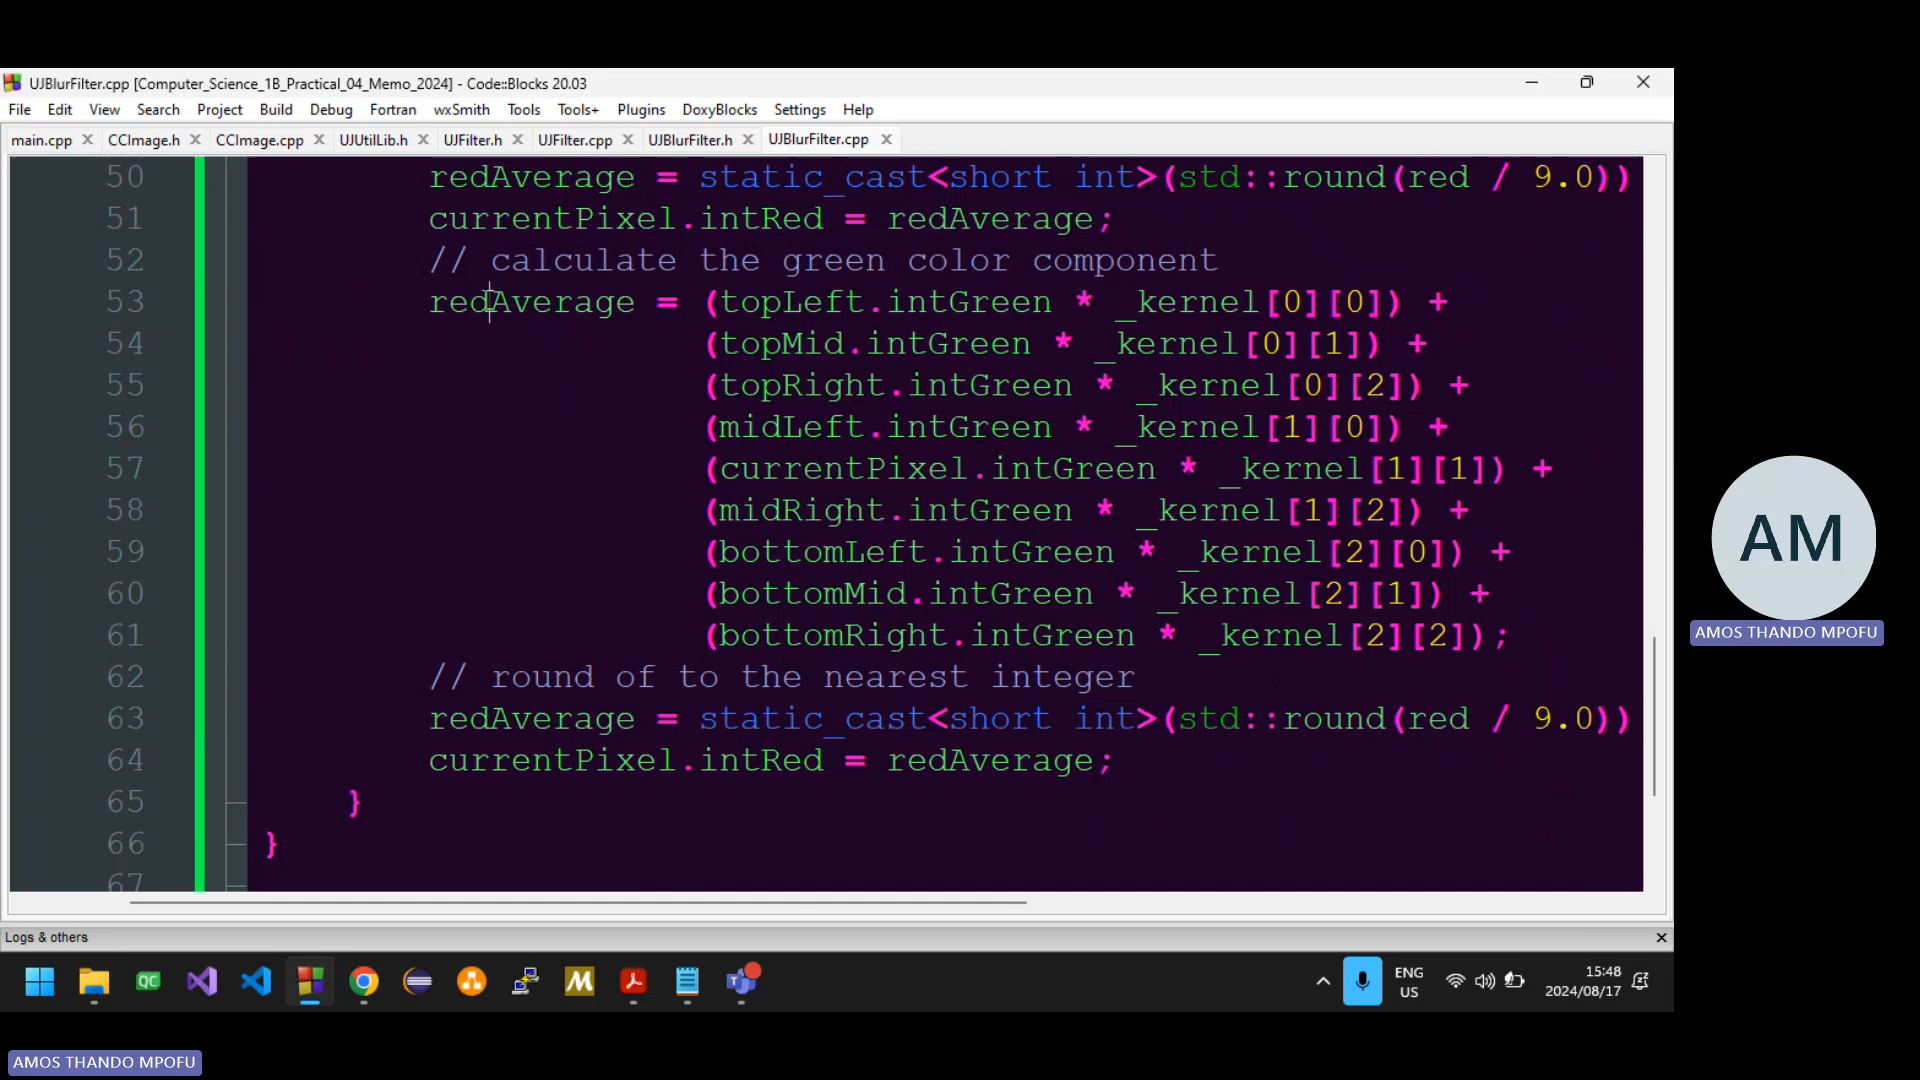 UJBlurFilter.cpp [Computer_Science_1B_Practical_04_Memo_2024] - Code::Blocks 20.03
File Edit View Search Project Build Debug Fortran wxSmith Tools Tools+ Plugins DoxyBlocks Settings Help
main.cpp CCImage.h CCImage.cpp UJUtilLib.h UJFilter.h UJFilter.cpp UJBlurFilter.h UJBlurFilter.cpp
50 redAverage = static_cast<short int>(std::round(red / 9.0))
51 currentPixel.intRed = redAverage;
52 // calculate the green color component
53 redAverage = (topLeft.intGreen * _kernel[0][0]) +
54 (topMid.intGreen * _kernel[0][1]) +
55 (topRight.intGreen * _kernel[0][2]) +
56 (midLeft.intGreen * _kernel[1][0]) +
57 (currentPixel.intGreen * _kernel[1][1]) +
58 (midRight.intGreen * _kernel[1][2]) +
59 (bottomLeft.intGreen * _kernel[2][0]) +
60 (bottomMid.intGreen * _kernel[2][1]) +
61 (bottomRight.intGreen * _kernel[2][2]);
62 // round of to the nearest integer
63 redAverage = static_cast<short int>(std::round(red / 9.0))
64 currentPixel.intRed = redAverage;
65 }
66 }
67
Logs & others
QC
ENG
US
15:48
2024/08/17
AM
AMOS THANDO MPOFU
AMOS THANDO MPOFU